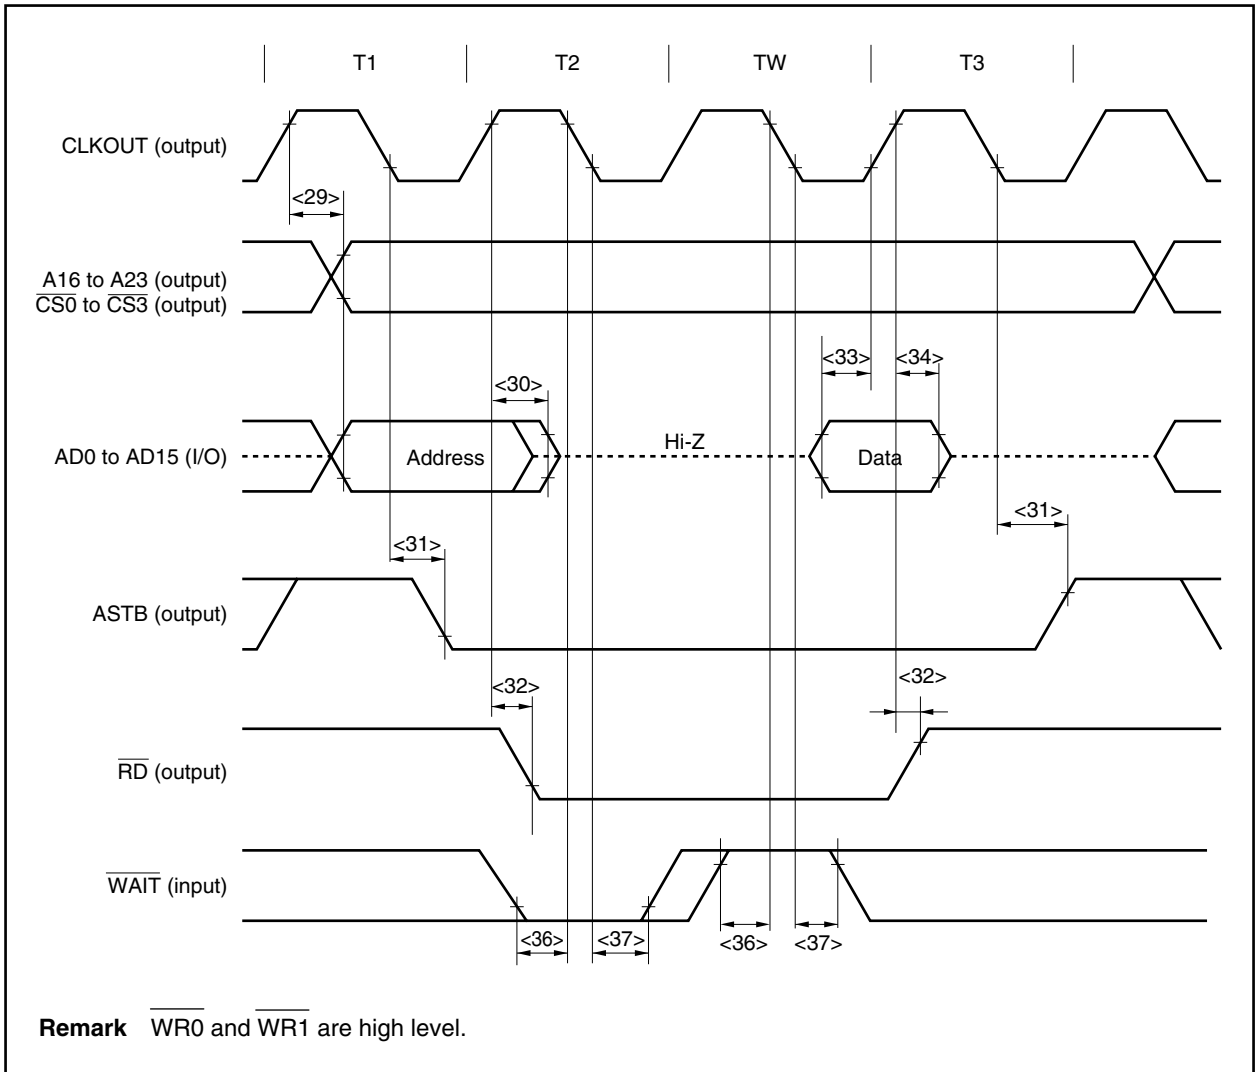 T1 T2 TW T3
CLKOUT (output)
<29>
A16 to A23 (output)
CS0 to CS3 (output)
<33> <34>
<30>
AD0 to AD15 (I/O) Address Hi-Z Data
<31>
<31>
ASTB (output)
<32>
<32>
RD (output)
WAIT (input)
<36> <37> <36> <37>
Remark WR0 and WR1 are high level.